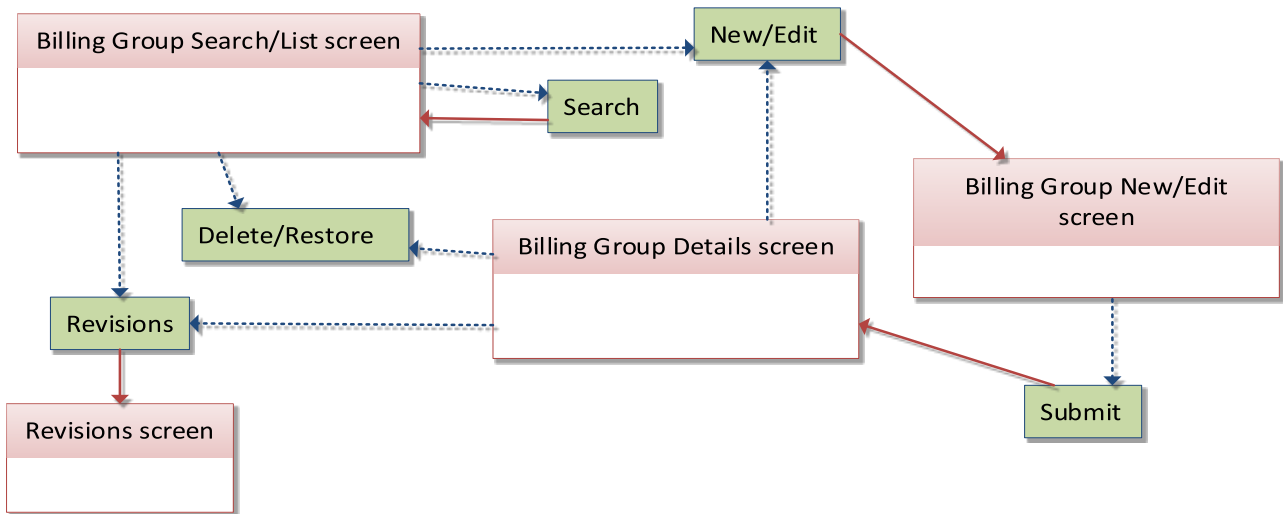 Billing Group Search/List screen
New/Edit
Search
Billing Group New/Edit
screen
Delete/Restore
Billing Group Details screen
Revisions
Submit
Revisions screen